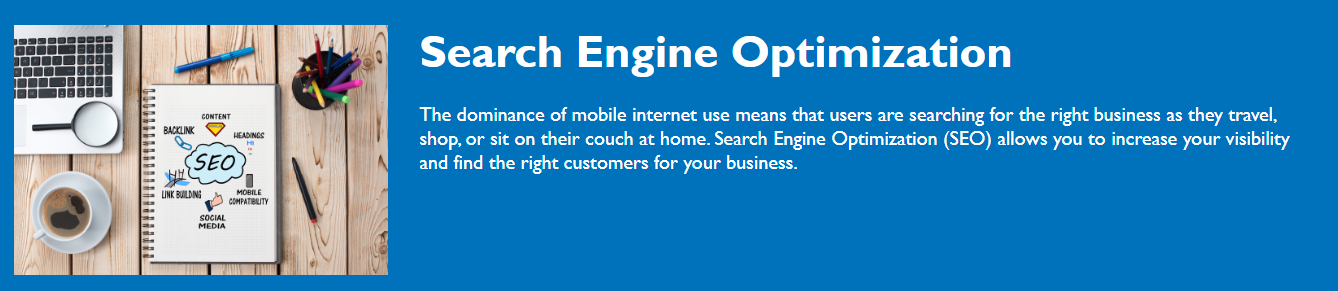 Search Engine Optimization
The dominance of mobile internet use means that users are searching for the right business as they travel,
shop, or sit on their couch at home. Search Engine Optimization (SEO) allows you to increase your visibility
and find the right customers for your business.
CONTENT
BACKLINK
HEADINGS
H1
SEO
LINK BUILDING
MOBILE
COMPATIBILITY
SOCIAL
MEDIA